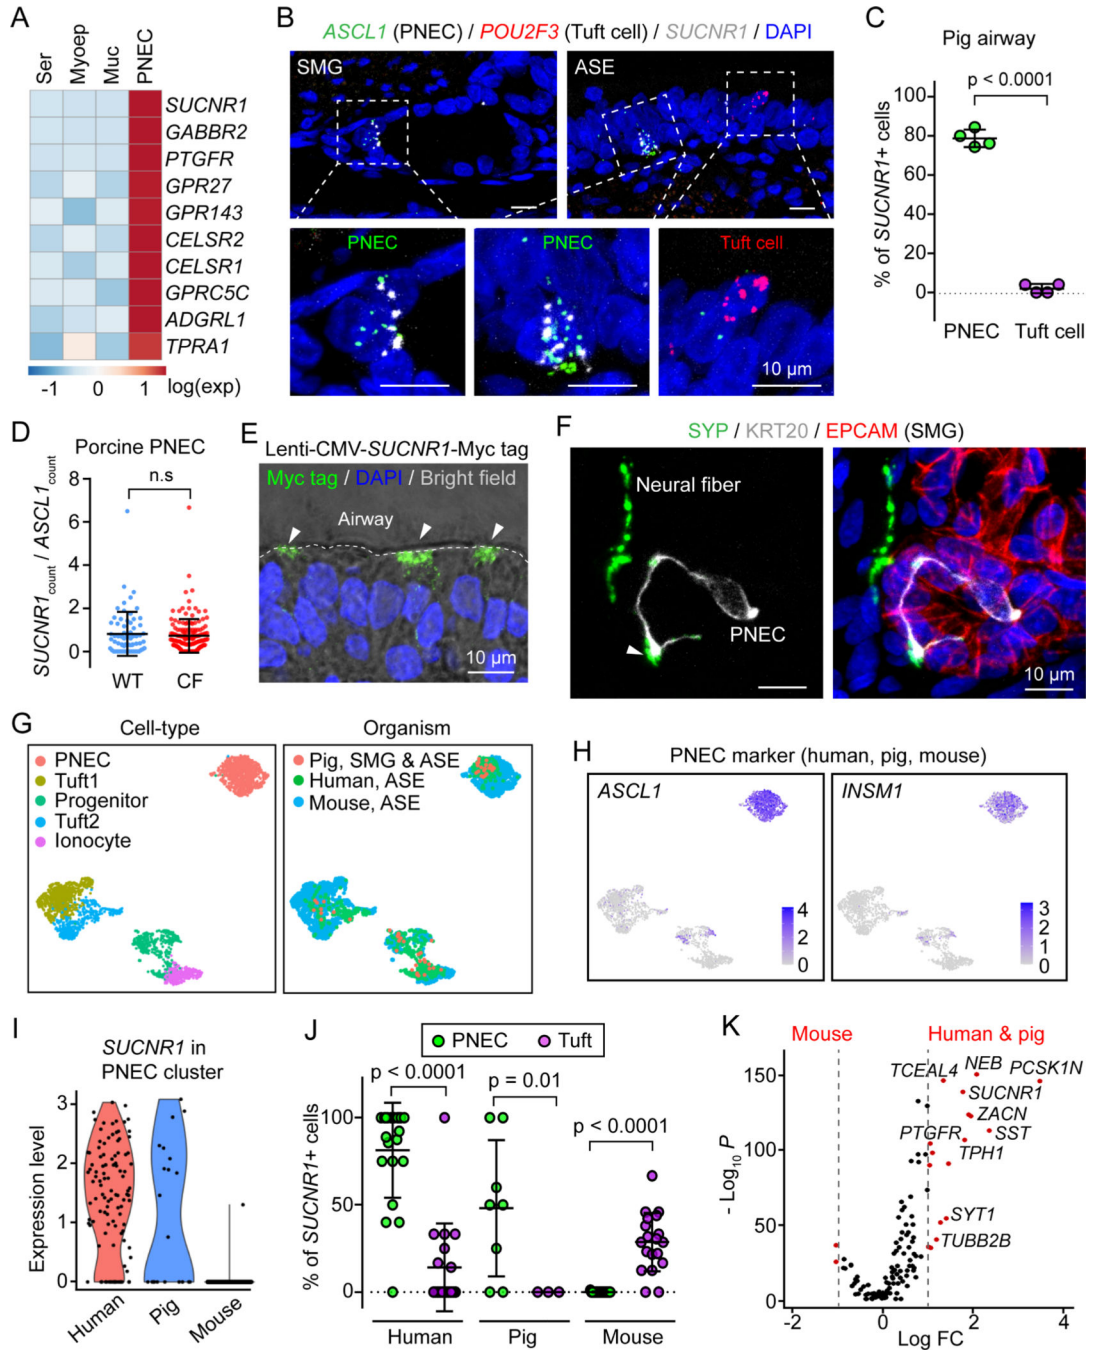 A
Ser
Myoep
Muc
PNEC
SUCNR1
GABBR2
PTGFR
GPR27
GPR143
CELSR2
CELSR1
GPRC5C
ADGRL1
TPRA1
-1 0 1 log(exp)
B
ASCL1 (PNEC) / POU2F3 (Tuft cell) / SUCNR1 / DAPI
SMG
ASE
PNEC
PNEC
Tuft cell
10 µm
C
Pig airway
p < 0.0001
% of SUCNR1+ cells
100
80
60
40
20
0
PNEC Tuft cell
D
Porcine PNEC
n.s
SUCNR1count / ASCL1count
8
6
4
2
0
WT CF
E
Lenti-CMV-SUCNR1-Myc tag
Myc tag / DAPI / Bright field
Airway
10 µm
F
SYP / KRT20 / EPCAM (SMG)
Neural fiber
PNEC
10 µm
G
Cell-type
PNEC
Tuft1
Progenitor
Tuft2
Ionocyte
Organism
Pig, SMG & ASE
Human, ASE
Mouse, ASE
H
PNEC marker (human, pig, mouse)
ASCL1
4
2
0
INSM1
3
2
1
0
I
SUCNR1 in
PNEC cluster
Expression level
3
2
1
0
Human
Pig
Mouse
J
PNEC Tuft
p < 0.0001
p = 0.01
p < 0.0001
% of SUCNR1+ cells
100
50
0
Human Pig Mouse
K
Mouse
Human & pig
- Log10 P
150
100
50
0
TCEAL4
NEB
PCSK1N
SUCNR1
ZACN
PTGFR
SST
TPH1
SYT1
TUBB2B
-2 0 2 4
Log FC